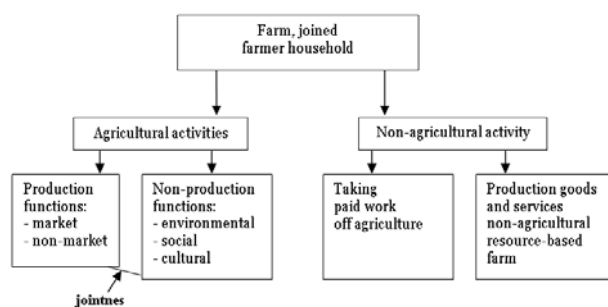 Farm, joined
farmer household
Agricultural activities
Non-agricultural activity
Production
functions:
- market
- non-market
Non-production
functions:
- environmental
- social
- cultural
Taking
paid work
off agriculture
Production goods
and services
non-agricultural
resource-based
farm
jointnes